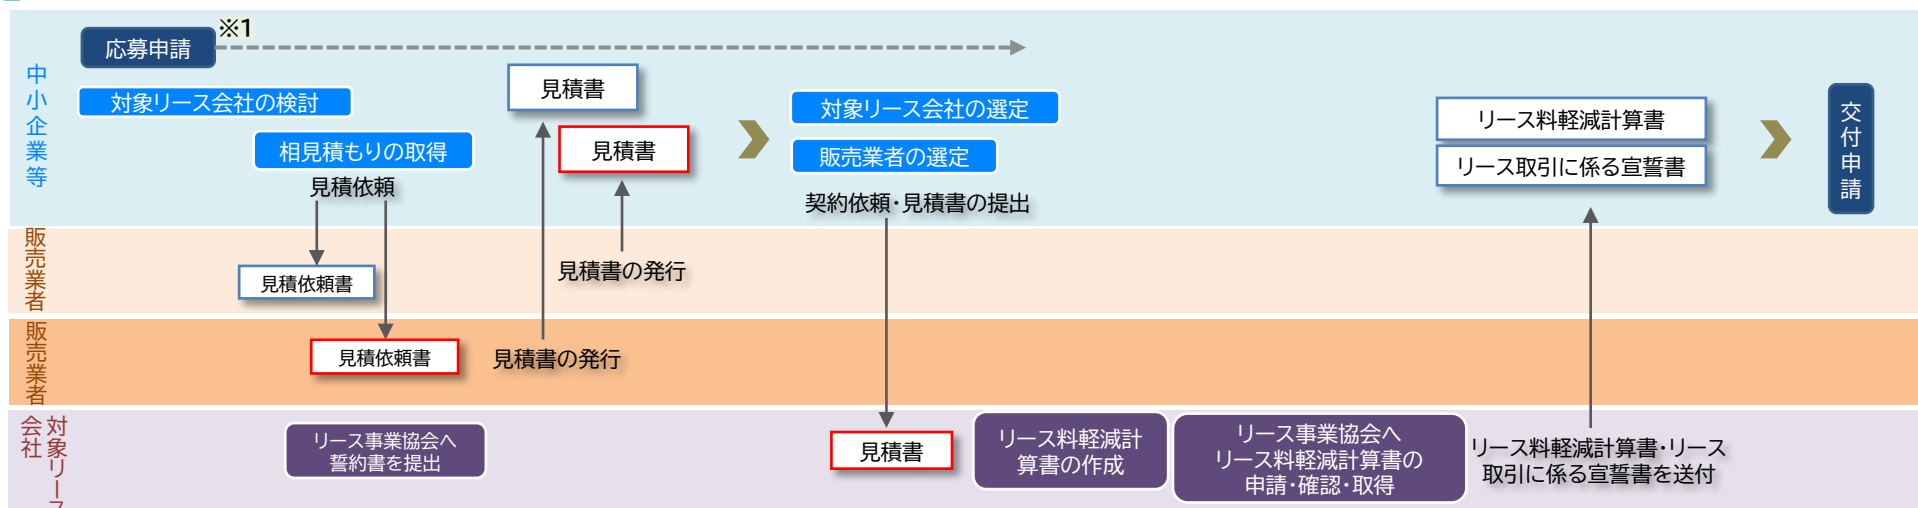 中小企業等
応募申請
※1
対象リース会社の検討
相見積もりの取得
見積依頼
見積書
見積書
対象リース会社の選定
販売業者の選定
契約依頼・見積書の提出
リース料軽減計算書
リース取引に係る宣誓書
交付申請
販売業者
見積依頼書
見積書の発行
販売業者
見積依頼書
見積書の発行
対象リース
会社
リース事業協会へ
誓約書を提出
見積書
リース料軽減計
算書の作成
リース事業協会へ
リース料軽減計算書の
申請・確認・取得
リース料軽減計算書・リース
取引に係る宣誓書を送付